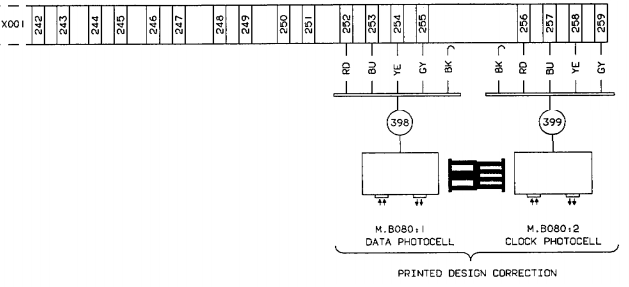 X001 242 243 244 245 246 247 248 249 250 251 252 253 254 255 256 257 258 259
RD BU YE GY BK BK RD BU YE GY
398 399
M.B080:1 M.B080:2
DATA PHOTOCELL CLOCK PHOTOCELL
PRINTED DESIGN CORRECTION